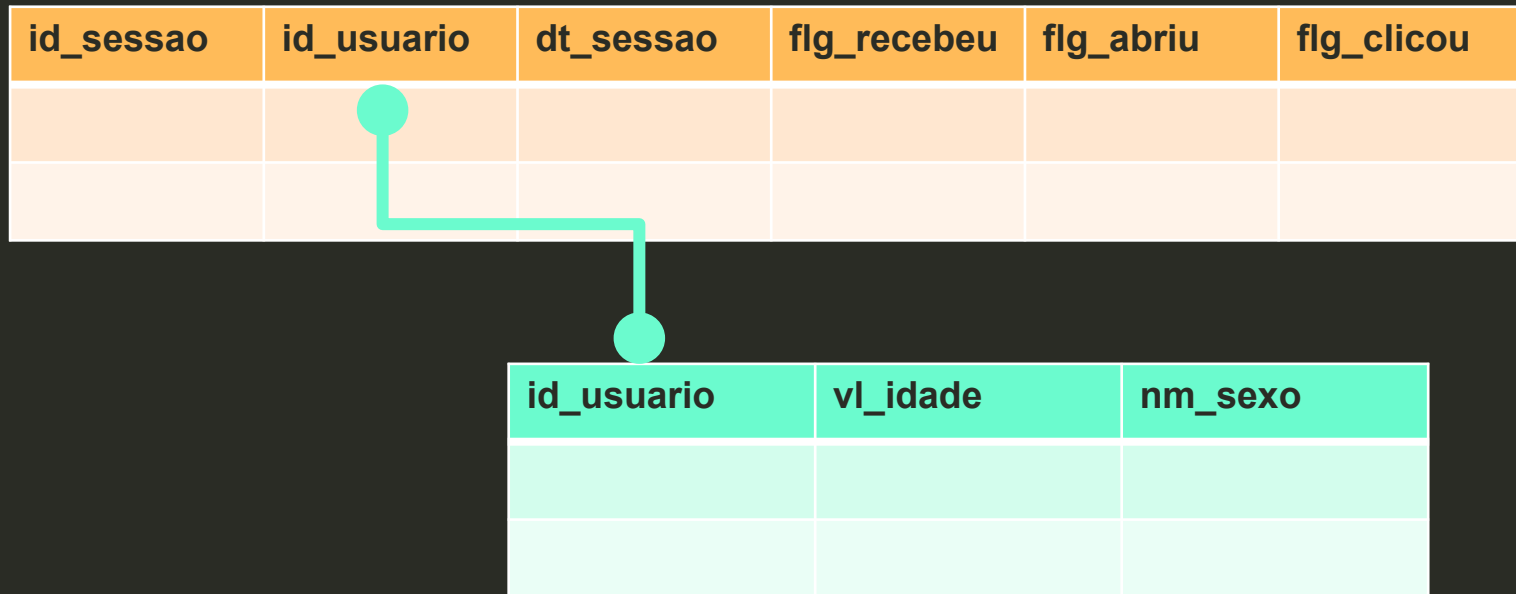 id_sessao id_usuario dt_sessao flg_recebeu flg_abriu flg_clicou
id_usuario vl_idade nm_sexo